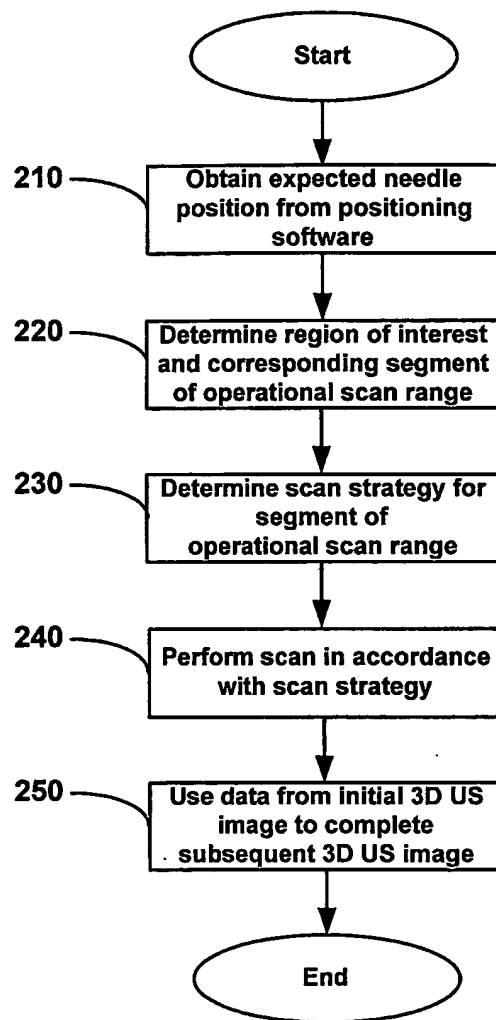 Start
210
Obtain expected needle
position from positioning
software
220
Determine region of interest
and corresponding segment
of operational scan range
230
Determine scan strategy for
segment of
operational scan range
240
Perform scan in accordance
with scan strategy
250
Use data from initial 3D US
image to complete
subsequent 3D US image
End